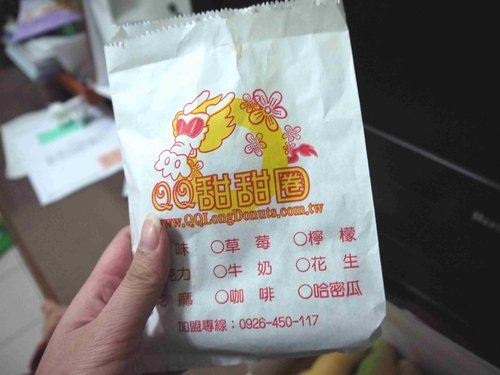 QQ甜甜圈
www.QQLongDonuts.com.tw
味 ○草莓 ○檸檬
克力 ○牛奶 ○花生
麻 ○咖啡 ○哈密瓜
加盟專線：0926-450-117